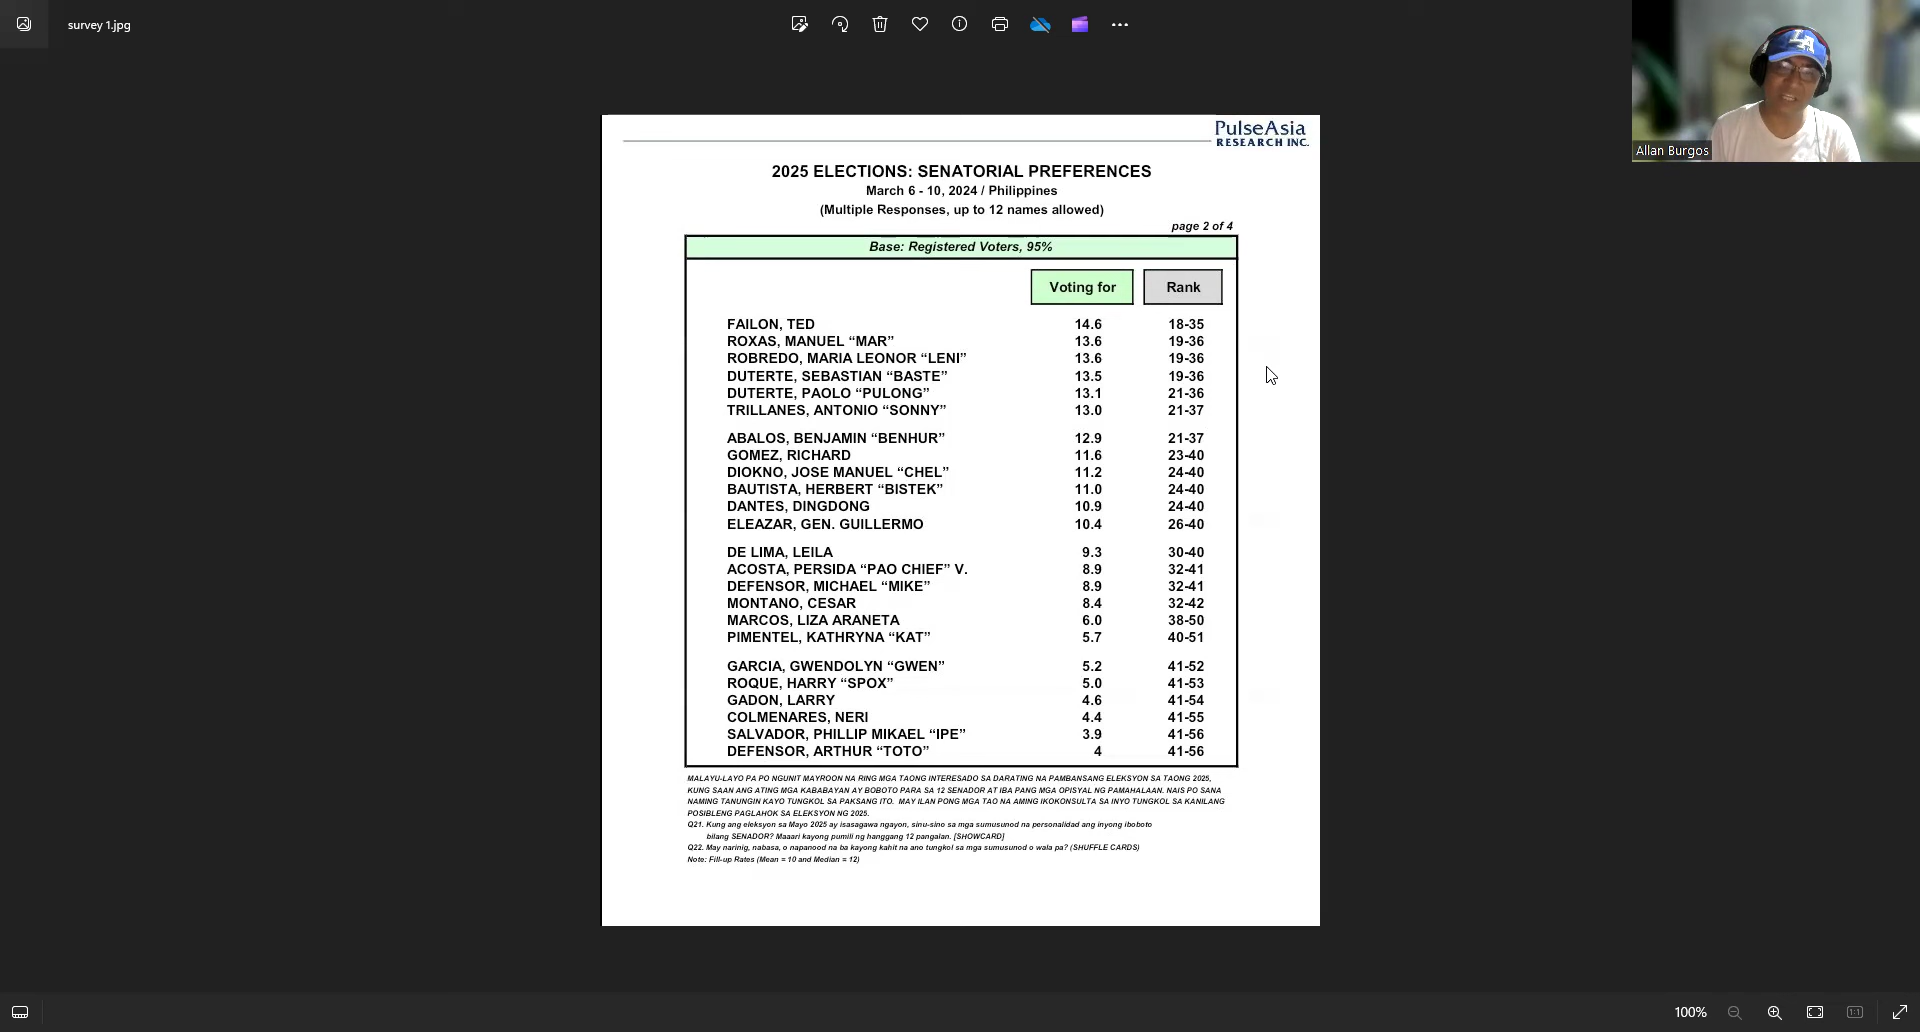 survey 1.jpg
Allan Burgos
PulseAsia
RESEARCH INC.
2025 ELECTIONS: SENATORIAL PREFERENCES
March 6 - 10, 2024 / Philippines
(Multiple Responses, up to 12 names allowed)
page 2 of 4
Base: Registered Voters, 95%
Voting for Rank
FAILON, TED 14.6 18-35
ROXAS, MANUEL “MAR” 13.6 19-36
ROBREDO, MARIA LEONOR “LENI” 13.6 19-36
DUTERTE, SEBASTIAN “BASTE” 13.5 19-36
DUTERTE, PAOLO “PULONG” 13.1 21-36
TRILLANES, ANTONIO “SONNY” 13.0 21-37
ABALOS, BENJAMIN “BENHUR” 12.9 21-37
GOMEZ, RICHARD 11.6 23-40
DIOKNO, JOSE MANUEL “CHEL” 11.2 24-40
BAUTISTA, HERBERT “BISTEK” 11.0 24-40
DANTES, DINGDONG 10.9 24-40
ELEAZAR, GEN. GUILLERMO 10.4 26-40
DE LIMA, LEILA 9.3 30-40
ACOSTA, PERSIDA “PAO CHIEF” V. 8.9 32-41
DEFENSOR, MICHAEL “MIKE” 8.9 32-41
MONTANO, CESAR 8.4 32-42
MARCOS, LIZA ARANETA 6.0 38-50
PIMENTEL, KATHRYNA “KAT” 5.7 40-51
GARCIA, GWENDOLYN “GWEN” 5.2 41-52
ROQUE, HARRY “SPOX” 5.0 41-53
GADON, LARRY 4.6 41-54
COLMENARES, NERI 4.4 41-55
SALVADOR, PHILLIP MIKAEL “IPE” 3.9 41-56
DEFENSOR, ARTHUR “TOTO” 4 41-56
MALAYU-LAYO PA PO NGUNIT MAYROON NA RING MGA TAONG INTERESADO SA DARATING NA PAMBANSANG ELEKSYON SA TAONG 2025,
KUNG SAAN ANG ATING MGA KABABAYAN AY BOBOTO PARA SA 12 SENADOR AT IBA PANG MGA OPISYAL NG PAMAHALAAN. NAIS PO SANA
NAMING TANUNGIN KAYO TUNGKOL SA PAKSANG ITO. MAY ILAN PONG MGA TAO NA AMING IKOKONSULTA SA INYO TUNGKOL SA KANILANG
POSIBLENG PAGLAHOK SA ELEKSYON NG 2025.
Q21. Kung ang eleksyon sa Mayo 2025 ay isasagawa ngayon, sinu-sino sa mga sumusunod na personalidad ang inyong iboboto
bilang SENADOR? Maaari kayong pumili ng hanggang 12 pangalan. [SHOWCARD]
Q22. May narinig, nabasa, o napanood na ba kayong kahit na ano tungkol sa mga sumusunod o wala pa? (SHUFFLE CARDS)
Note: Fill-up Rates (Mean = 10 and Median = 12)
100%